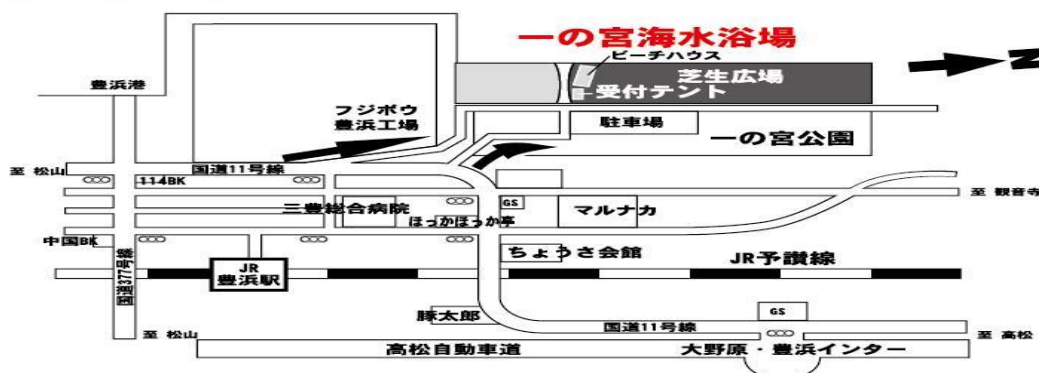 一の宮海水浴場
ビーチハウス
芝生広場
N
受付テント
豊浜港
フジボウ
豊浜工場
駐車場
一の宮公園
至 松山
国道11号線
114BK
至 観音寺
三豊総合病院
GS
マルナカ
ほっかほっか亭
中国BK
ちょうさ会館
JR予讃線
JR
豊浜駅
国道377号線
豚太郎
GS
国道11号線
至 松山
至 高松
高松自動車道
大野原・豊浜インター